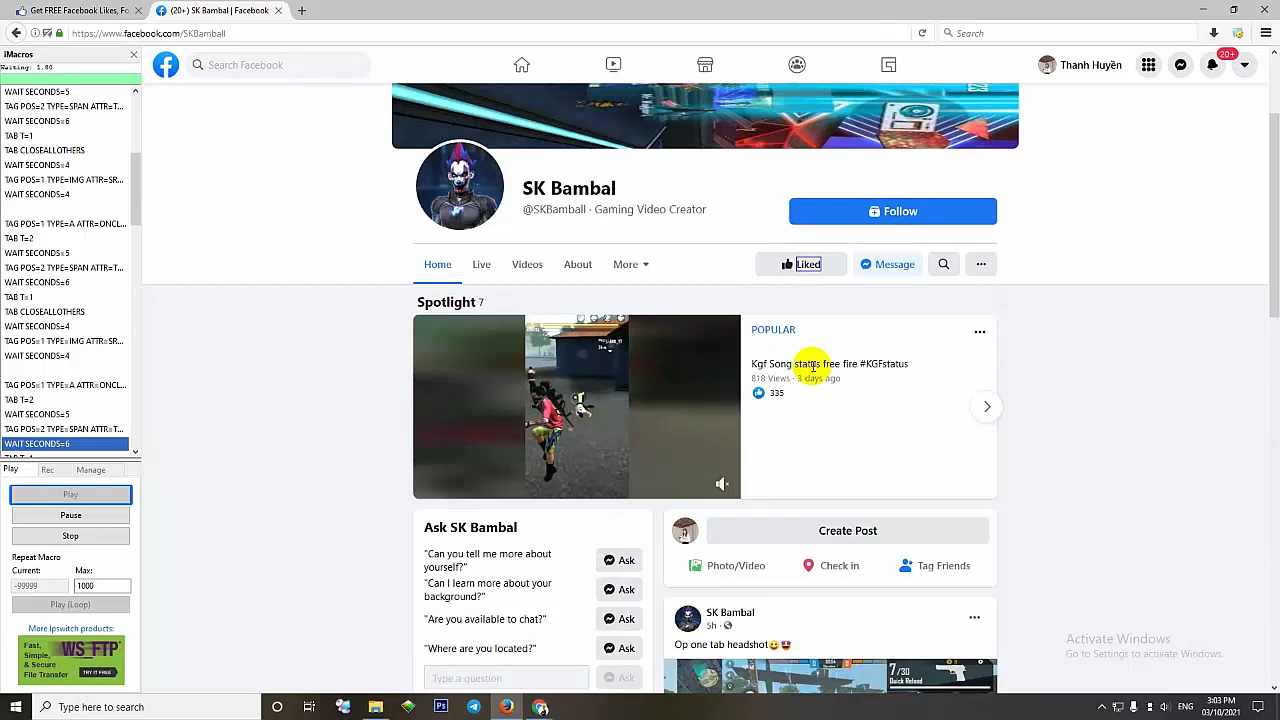 Get FREE Facebook Likes, Fo
(20+) SK Bambal | Facebook
https://www.facebook.com/SKBamball
Search
iMacros
Waiting: 1.00
WAIT SECONDS=5
TAG POS=2 TYPE=SPAN ATTR=T...
WAIT SECONDS=6
TAB T=1
TAB CLOSEALLOTHERS
WAIT SECONDS=4
TAG POS=1 TYPE=IMG ATTR=SR...
WAIT SECONDS=4
TAG POS=1 TYPE=A ATTR=ONCL...
TAB T=2
WAIT SECONDS=5
TAG POS=2 TYPE=SPAN ATTR=T...
WAIT SECONDS=6
TAB T=1
TAB CLOSEALLOTHERS
WAIT SECONDS=4
TAG POS=1 TYPE=IMG ATTR=SR...
WAIT SECONDS=4
TAG POS=1 TYPE=A ATTR=ONCL...
TAB T=2
WAIT SECONDS=5
TAG POS=2 TYPE=SPAN ATTR=T...
WAIT SECONDS=6
Play Rec Manage
Play
Pause
Stop
Repeat Macro
Current: Max:
-99999 1000
Play (Loop)
More Ipswitch products:
Fast,
Simple,
& Secure
File Transfer
WS_FTP
TRY IT FREE
Search Facebook
Thanh Huyền
20+
SK Bambal
@SKBamball · Gaming Video Creator
Follow
Home Live Videos About More
Liked
Message
Spotlight 7
POPULAR
Kgf Song status free fire #KGFstatus
818 Views · 3 days ago
335
Ask SK Bambal
"Can you tell me more about
yourself?"
Ask
"Can I learn more about your
background?"
Ask
"Are you available to chat?"
Ask
"Where are you located?"
Ask
Type a question
Ask
Create Post
Photo/Video Check in Tag Friends
SK Bambal
5h
Op one tab headshot
7/30
Quick Reload
Activate Windows
Go to Settings to activate Windows.
Type here to search
ENG
3:03 PM
03/10/2021